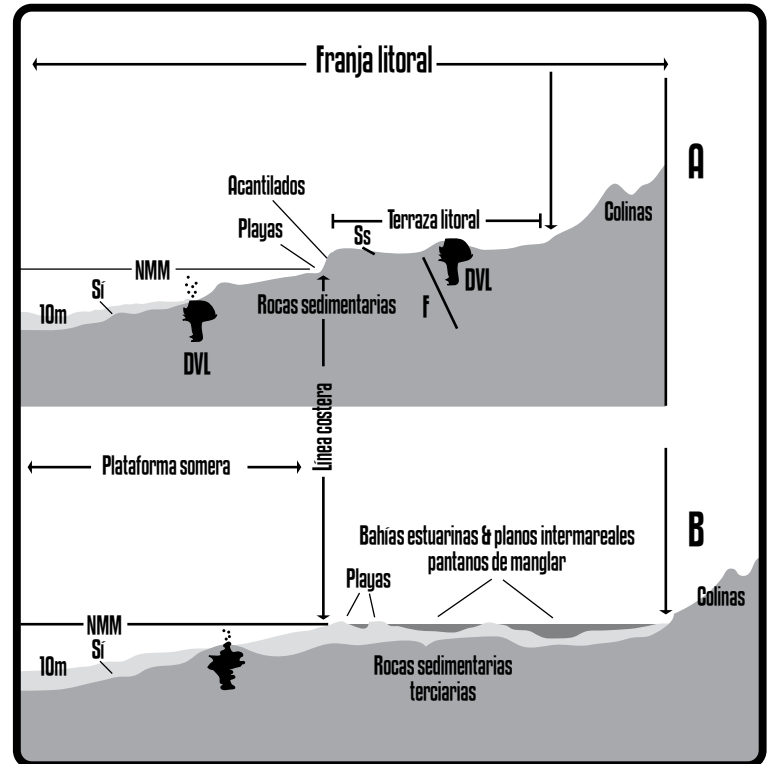 Franja litoral
A
Acantilados
Terraza litoral
Colinas
Playas
Ss
NMM
DVL
Sí
Rocas sedimentarias
F
10m
DVL
Línea costera
Plataforma somera
B
Bahías estuarinas & planos intermareales
pantanos de manglar
Playas
Colinas
NMM
Sí
10m
Rocas sedimentarias
terciarias